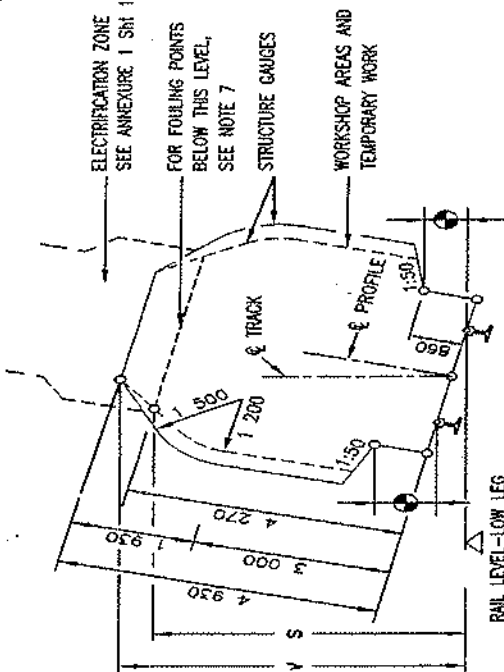 ELECTRIFICATION ZONE
SEE ANNEXURE 1 Sht 1
FOR FOULING POINTS
BELOW THIS LEVEL,
SEE NOTE 7
STRUCTURE GAUGES
WORKSHOP AREAS AND
TEMPORARY WORK
℄ TRACK
℄ PROFILE
1 500
1 200
1:50
1:50
860
4 270
1 930
3 000
4 930
S
V
RAIL LEVEL-LOW LEG